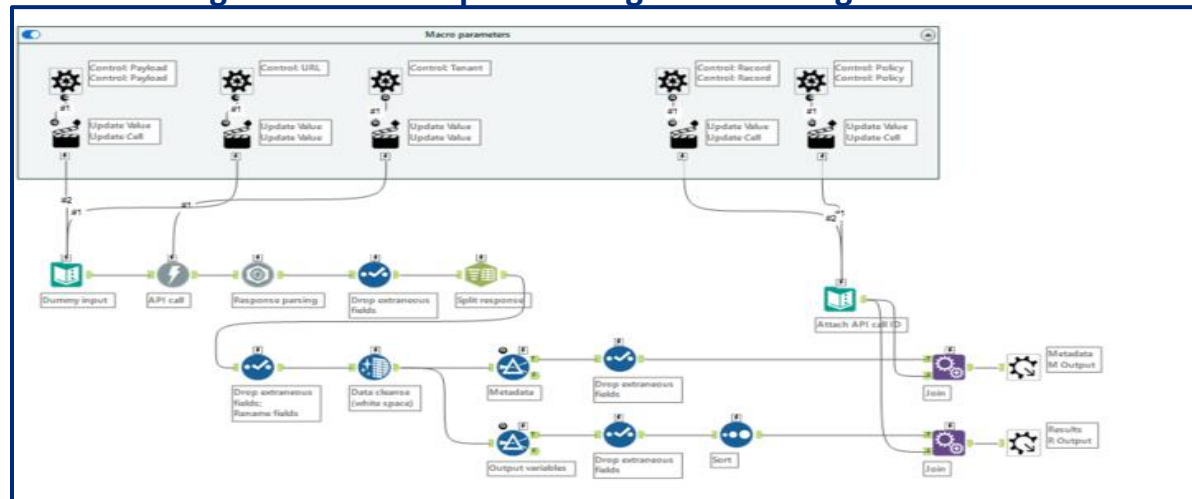 Macro parameters
Control: Payload
Control: Payload
Control: URL
Control: Tenant
Control: Racord
Control: Racord
Control: Policy
Control: Policy
#1
#1
#1
#1
#1
Update Value
Update Cell
Update Value
Update Value
Update Value
Update Value
Update Value
Update Cell
Update Value
Update Cell
#2
#1
#1
#1
#2
Dummy input
API call
Response parsing
Drop extraneous
fields
Split response
Attach API call ID
Drop extraneous
fields;
Rename fields
Data cleanse
(white space)
Metadata
Drop extraneous
fields
Join
Metadata
M Output
Output variables
Drop extraneous
fields
Sort
Join
Results
R Output